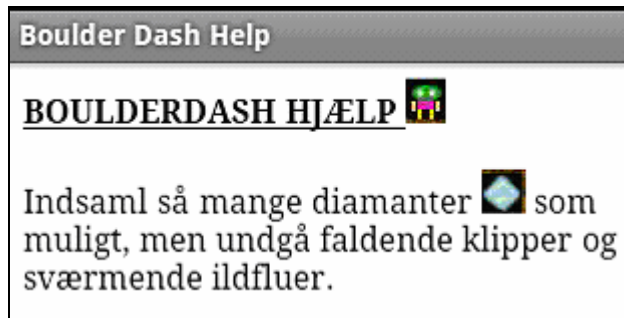 Boulder Dash Help
BOULDERDASH HJÆLP
Indsaml så mange diamanter som
muligt, men undgå faldende klipper og
sværmende ildfluer.